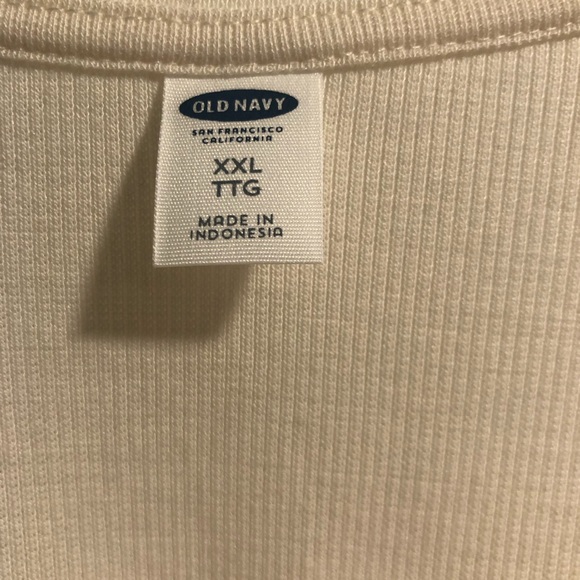 OLD NAVY
SAN FRANCISCO
CALIFORNIA
XXL
TTG
MADE IN
INDONESIA